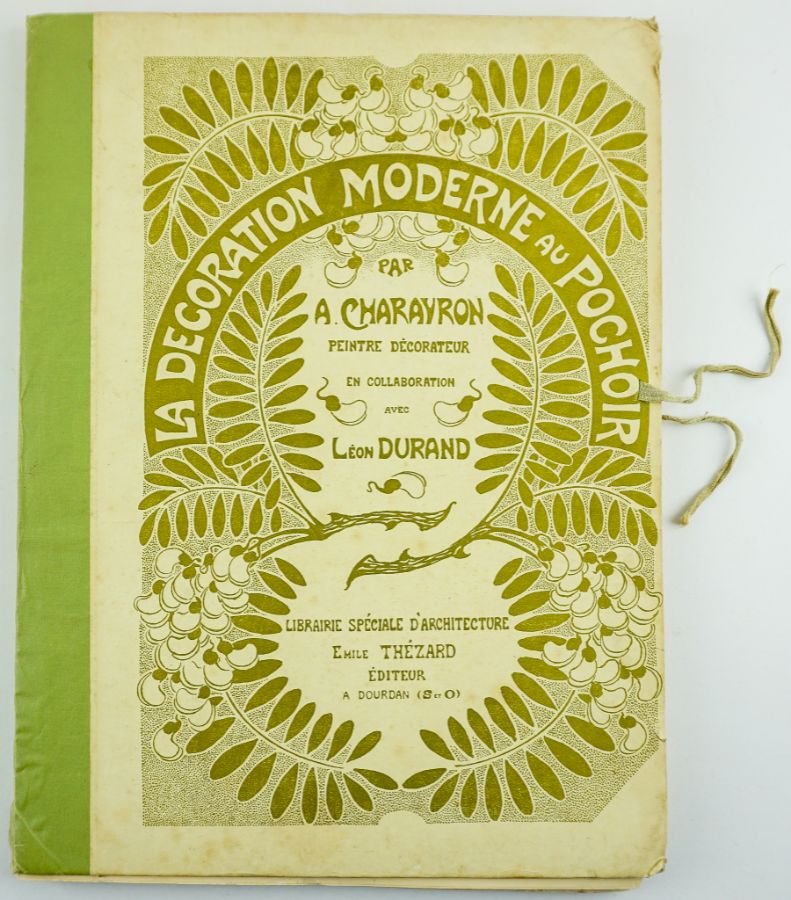 LA DECORATION MODERNE AU POCHOIR
PAR
A. CHARAYRON
PEINTRE DÉCORATEUR
EN COLLABORATION
AVEC
LÉON DURAND
LIBRAIRIE SPÉCIALE D'ARCHITECTURE
EMILE THÉZARD
ÉDITEUR
A DOURDAN (S ET O)